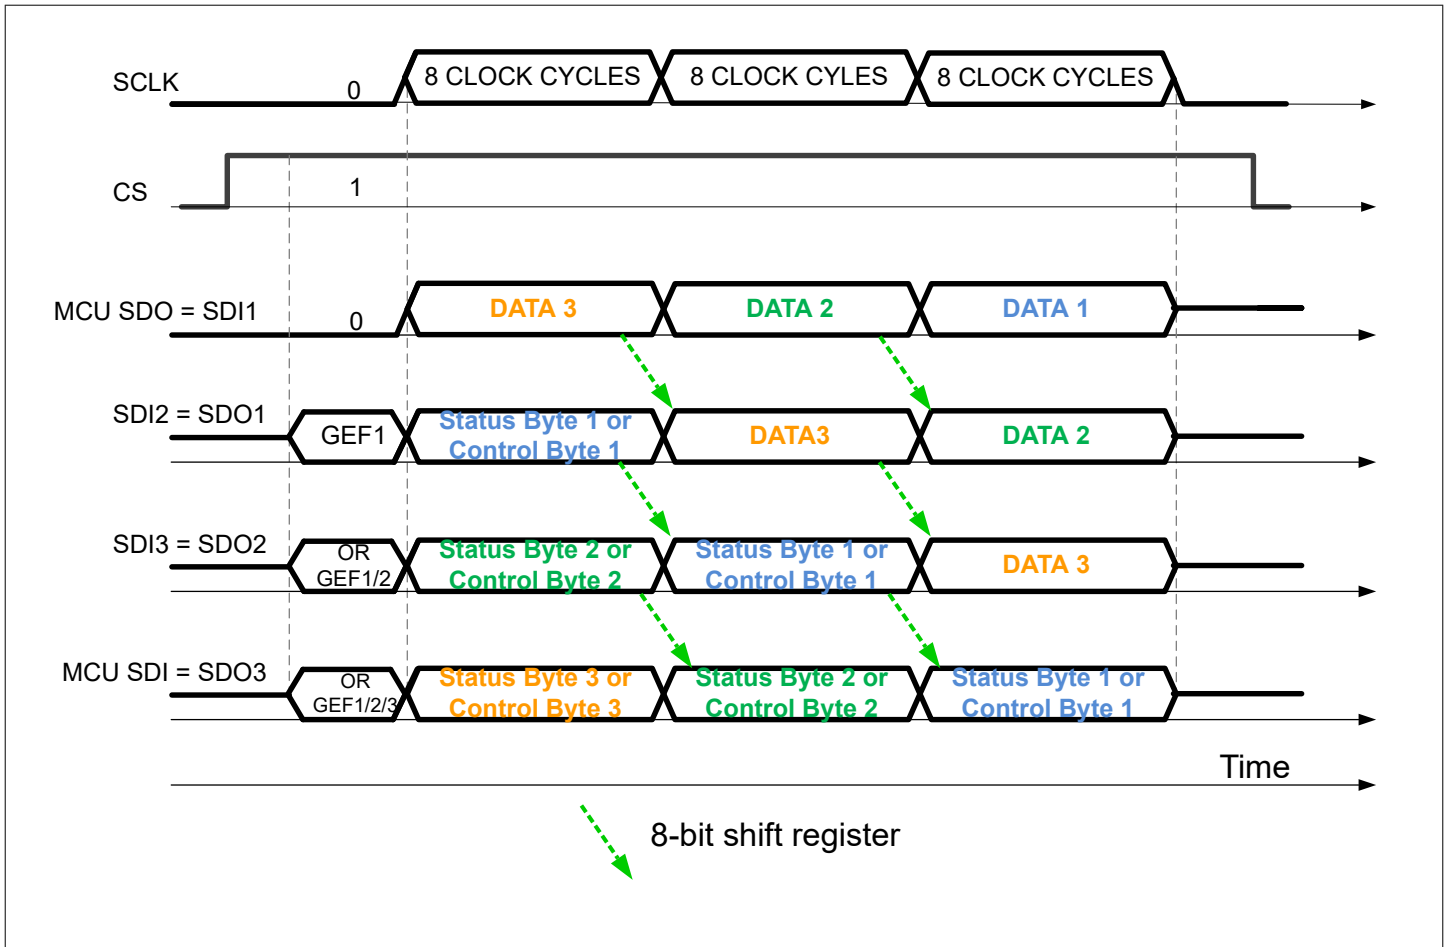 SCLK
0
8 CLOCK CYCLES
8 CLOCK CYLES
8 CLOCK CYCLES
CS
1
MCU SDO = SDI1
0
DATA 3
DATA 2
DATA 1
SDI2 = SDO1
GEF1
Status Byte 1 or
Control Byte 1
DATA3
DATA 2
SDI3 = SDO2
OR
GEF1/2
Status Byte 2 or
Control Byte 2
Status Byte 1 or
Control Byte 1
DATA 3
MCU SDI = SDO3
OR
GEF1/2/3
Status Byte 3 or
Control Byte 3
Status Byte 2 or
Control Byte 2
Status Byte 1 or
Control Byte 1
Time
8-bit shift register